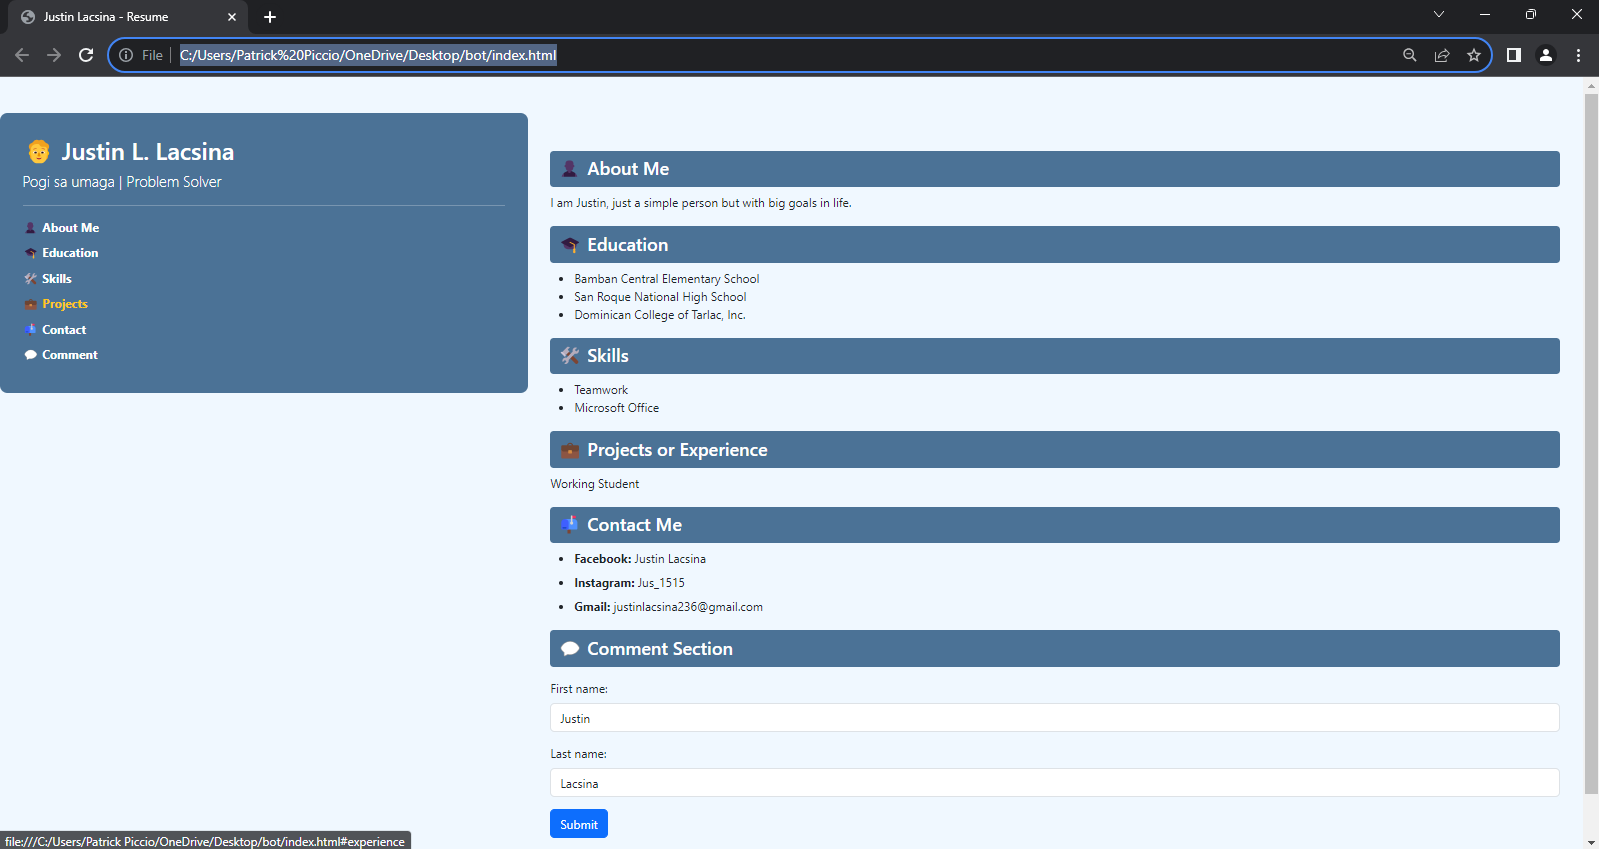 Justin Lacsina - Resume
File
C:/Users/Patrick%20Piccio/OneDrive/Desktop/bot/index.html
Justin L. Lacsina
Pogi sa umaga | Problem Solver
About Me
Education
Skills
Projects
Contact
Comment
About Me
I am Justin, just a simple person but with big goals in life.
Education
Bamban Central Elementary School
San Roque National High School
Dominican College of Tarlac, Inc.
Skills
Teamwork
Microsoft Office
Projects or Experience
Working Student
Contact Me
Facebook: Justin Lacsina
Instagram: Jus_1515
Gmail: justinlacsina236@gmail.com
Comment Section
First name:
Justin
Last name:
Lacsina
Submit
file:///C:/Users/Patrick Piccio/OneDrive/Desktop/bot/index.html#experience